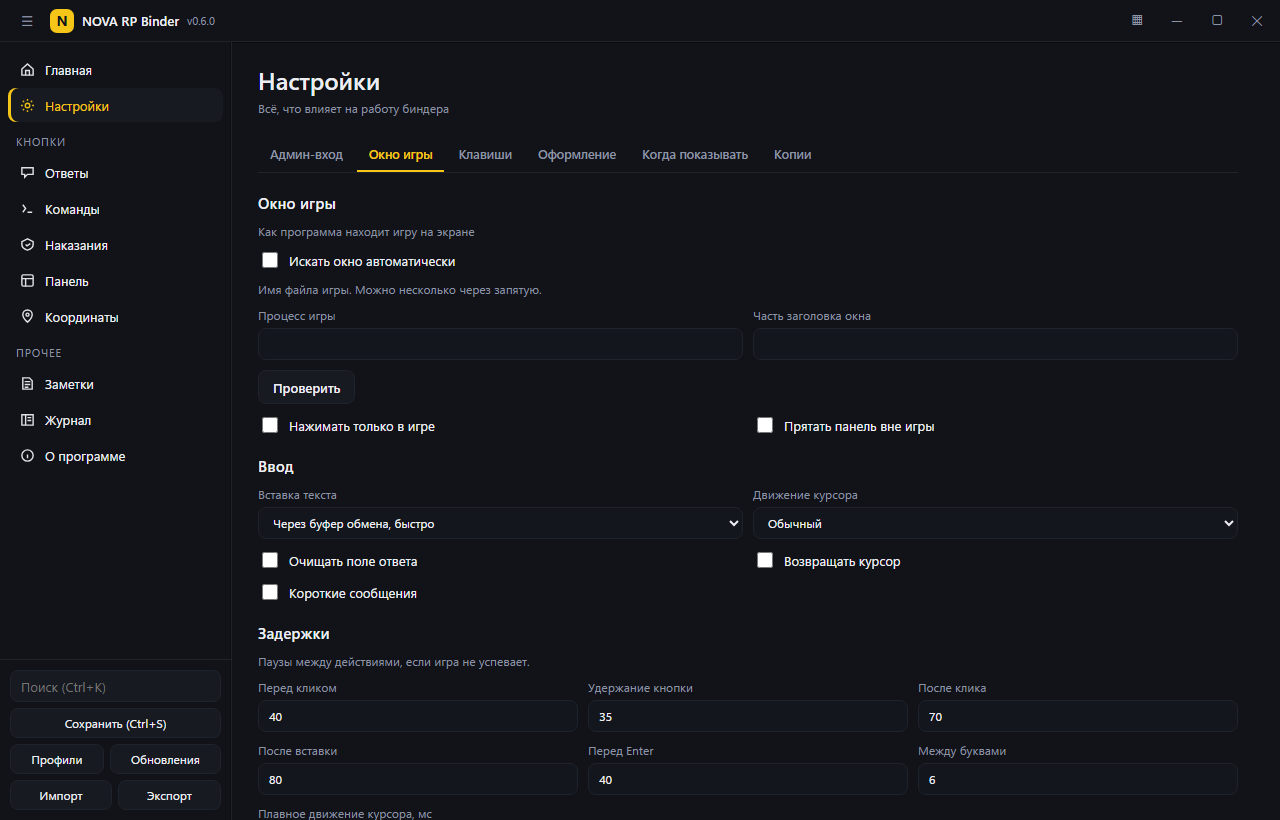 N NOVA RP Binder v0.6.0
Главная
Настройки
КНОПКИ
Ответы
Команды
Наказания
Панель
Координаты
ПРОЧЕЕ
Заметки
Журнал
О программе
Поиск (Ctrl+K)
Сохранить (Ctrl+S)
Профили Обновления
Импорт Экспорт
Настройки
Всё, что влияет на работу биндера
Админ-вход Окно игры Клавиши Оформление Когда показывать Копии
Окно игры
Как программа находит игру на экране
Искать окно автоматически
Имя файла игры. Можно несколько через запятую.
Процесс игры Часть заголовка окна
Проверить
Нажимать только в игре Прятать панель вне игры
Ввод
Вставка текста Движение курсора
Через буфер обмена, быстро Обычный
Очищать поле ответа Возвращать курсор
Короткие сообщения
Задержки
Паузы между действиями, если игра не успевает.
Перед кликом Удержание кнопки После клика
40 35 70
После вставки Перед Enter Между буквами
80 40 6
Плавное движение курсора, мс